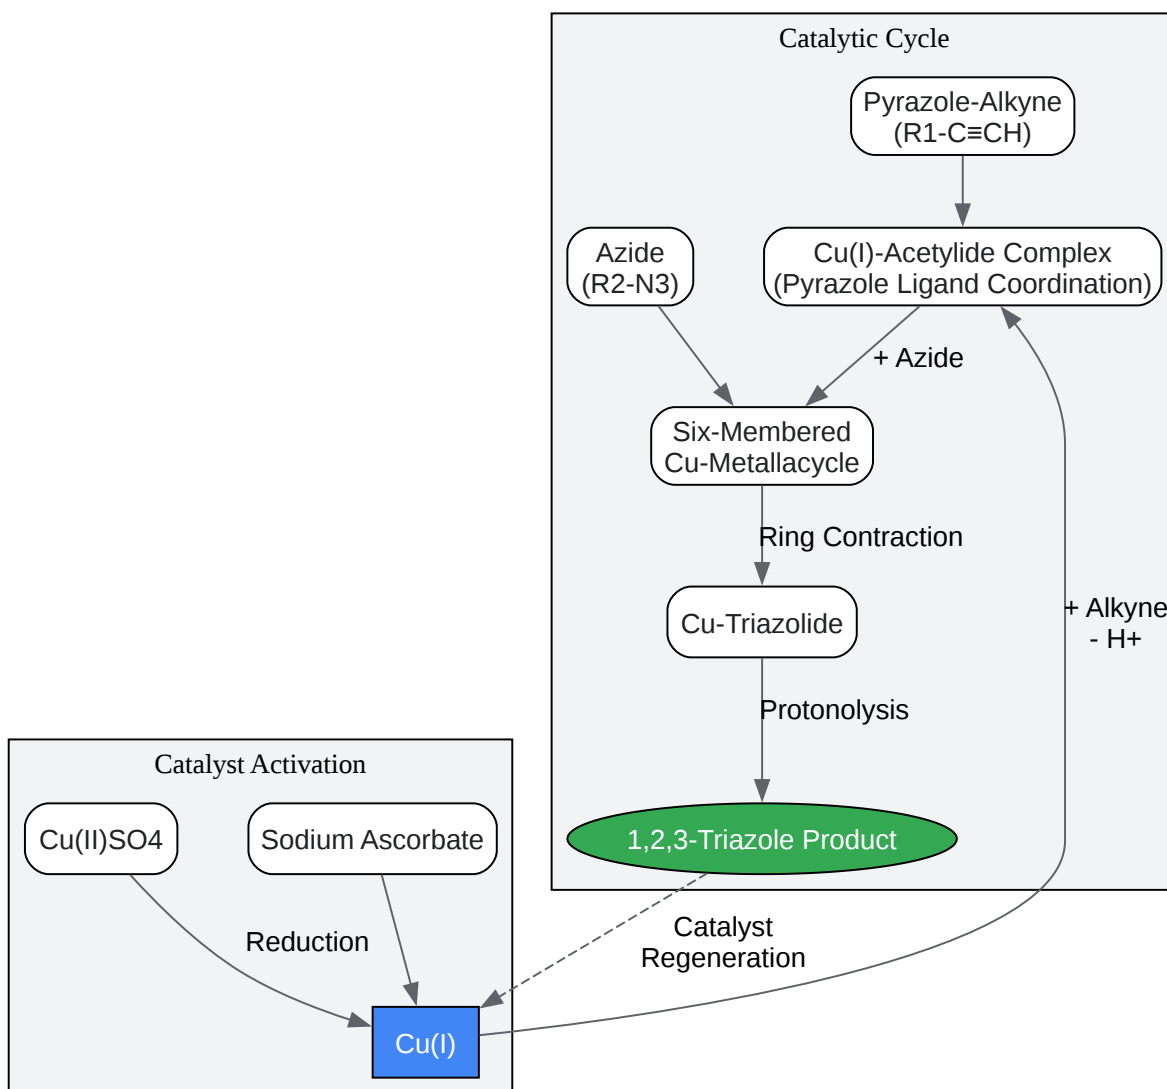 Catalytic Cycle
Pyrazole-Alkyne
(R1-C≡CH)
Azide
(R2-N3)
Cu(I)-Acetylide Complex
(Pyrazole Ligand Coordination)
+ Azide
Six-Membered
Cu-Metallacycle
Ring Contraction
+ Alkyne
- H+
Cu-Triazolide
Protonolysis
1,2,3-Triazole Product
Catalyst Activation
Cu(II)SO4
Sodium Ascorbate
Reduction
Catalyst
Regeneration
Cu(I)